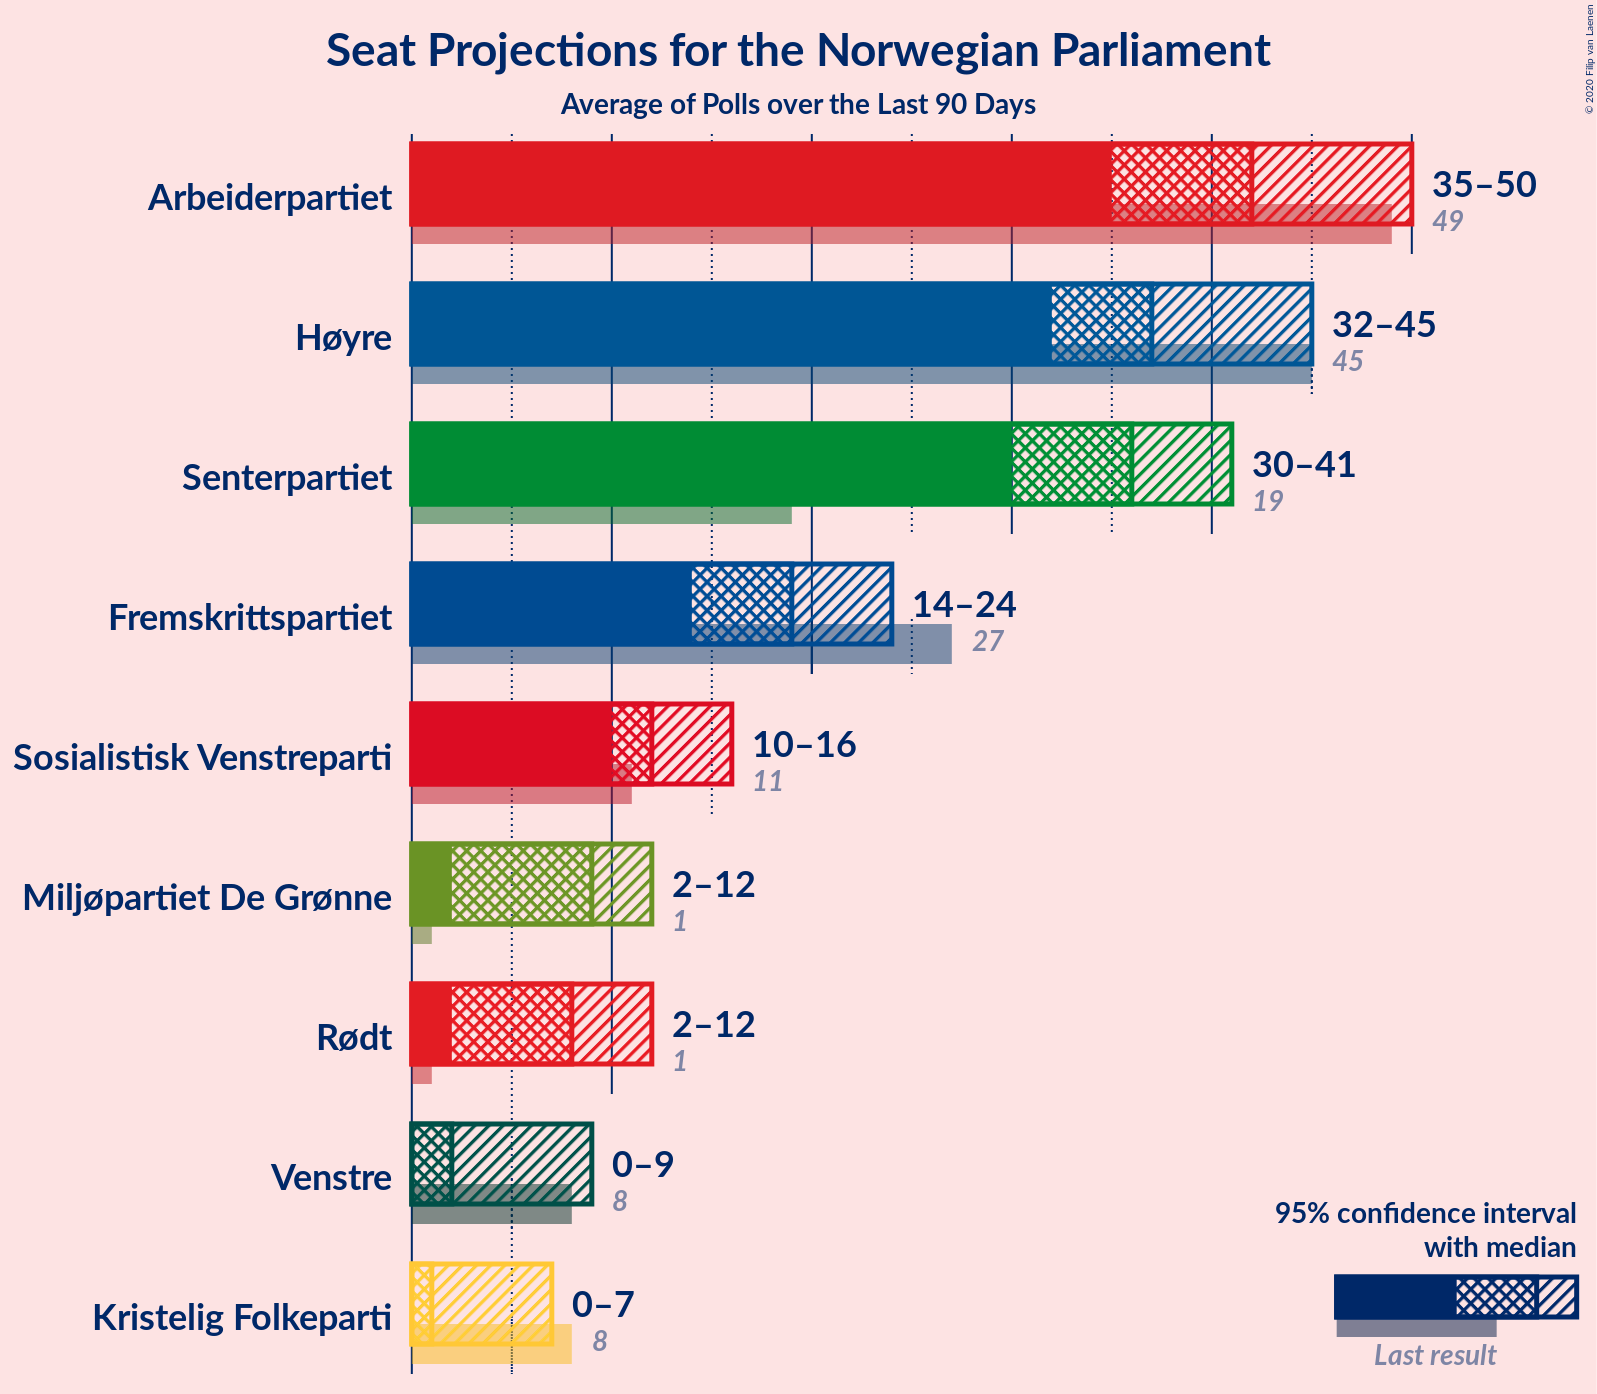 Seat Projections for the Norwegian Parliament
Average of Polls over the Last 90 Days
© 2020 Filip van Laenen
Arbeiderpartiet
35–50
49
Høyre
32–45
45
Senterpartiet
30–41
19
Fremskrittspartiet
14–24
27
Sosialistisk Venstreparti
10–16
11
Miljøpartiet De Grønne
2–12
1
Rødt
2–12
1
Venstre
0–9
8
Kristelig Folkeparti
0–7
8
95% confidence interval
with median
Last result